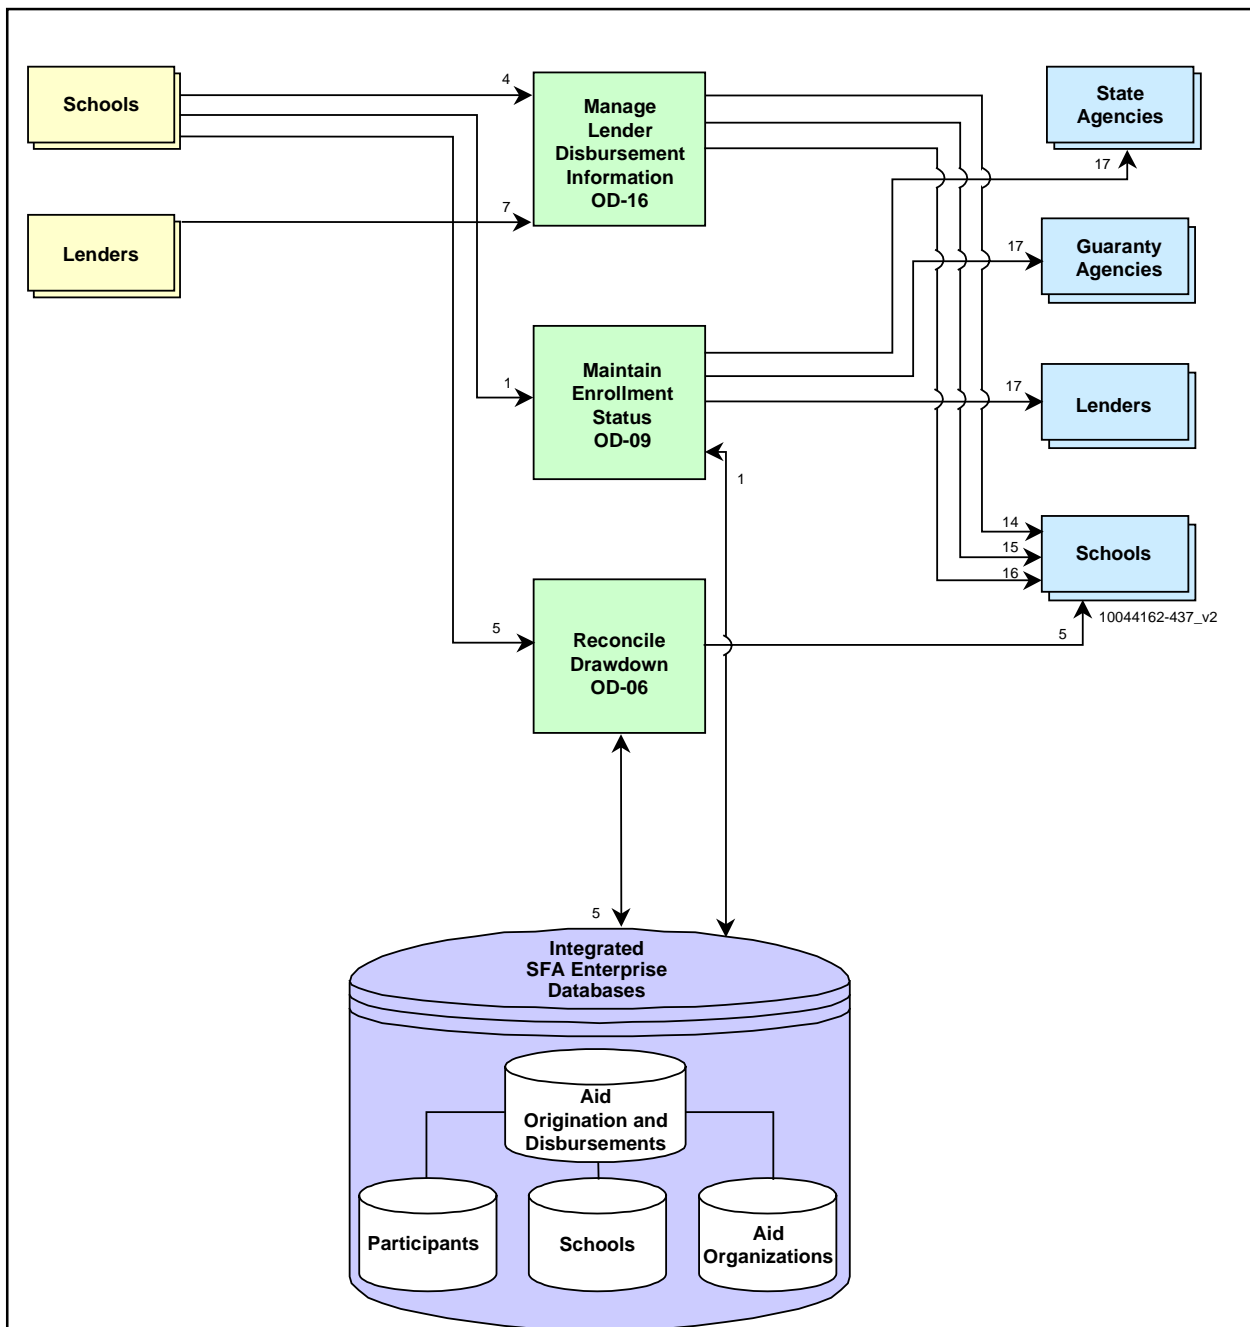 Schools
4
Manage
Lender
Disbursement
Information
OD-16
State
Agencies
17
Lenders
7
Guaranty
Agencies
17
1
Maintain
Enrollment
Status
OD-09
17
Lenders
1
14
15
16
Schools
10044162-437_v2
5
5
Reconcile
Drawdown
OD-06
5
Integrated
SFA Enterprise
Databases
Aid
Origination and
Disbursements
Participants
Schools
Aid
Organizations